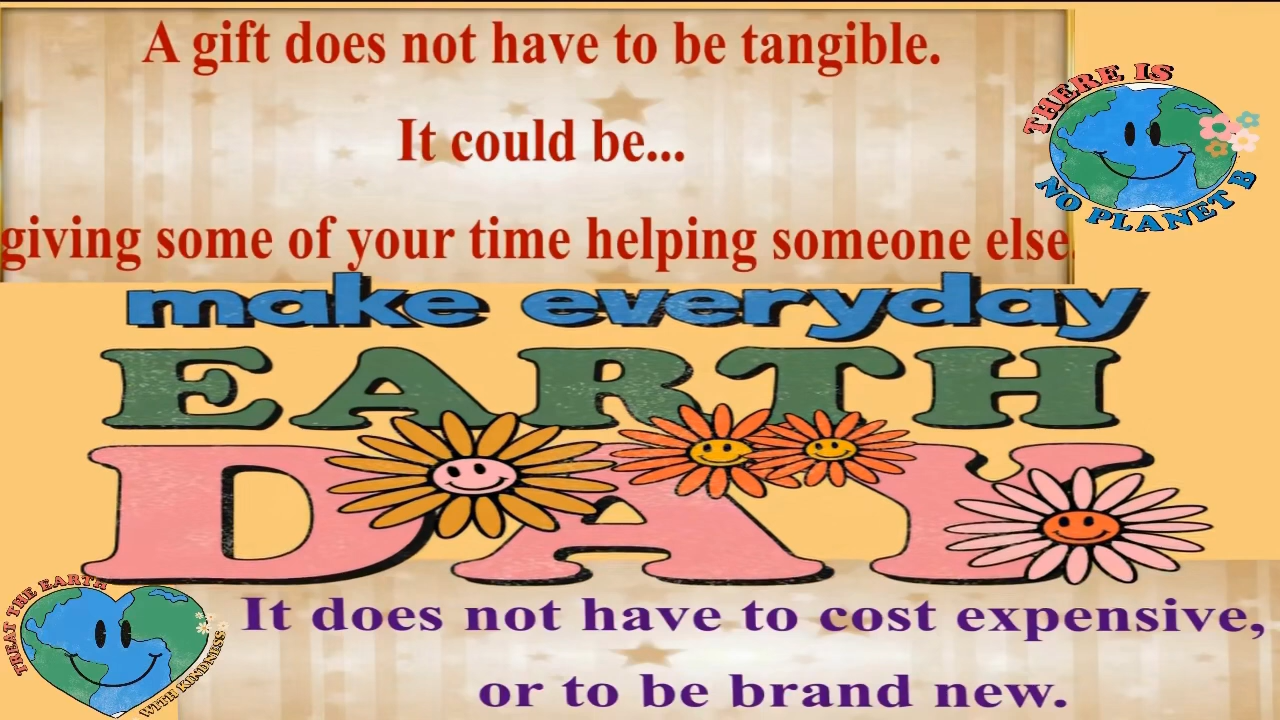 A gift does not have to be tangible.
It could be...
giving some of your time helping someone else.
THERE IS
NO PLANET B
make everyday
EARTH
DAY
TREAT THE EARTH
WITH KINDNESS
It does not have to cost expensive,
or to be brand new.